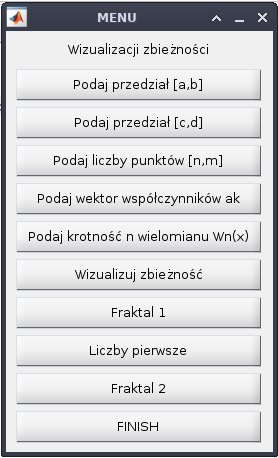 MENU
Wizualizacji zbieżności
Podaj przedział [a,b]
Podaj przedział [c,d]
Podaj liczby punktów [n,m]
Podaj wektor współczynników ak
Podaj krotność n wielomianu Wn(x)
Wizualizuj zbieżność
Fraktal 1
Liczby pierwsze
Fraktal 2
FINISH